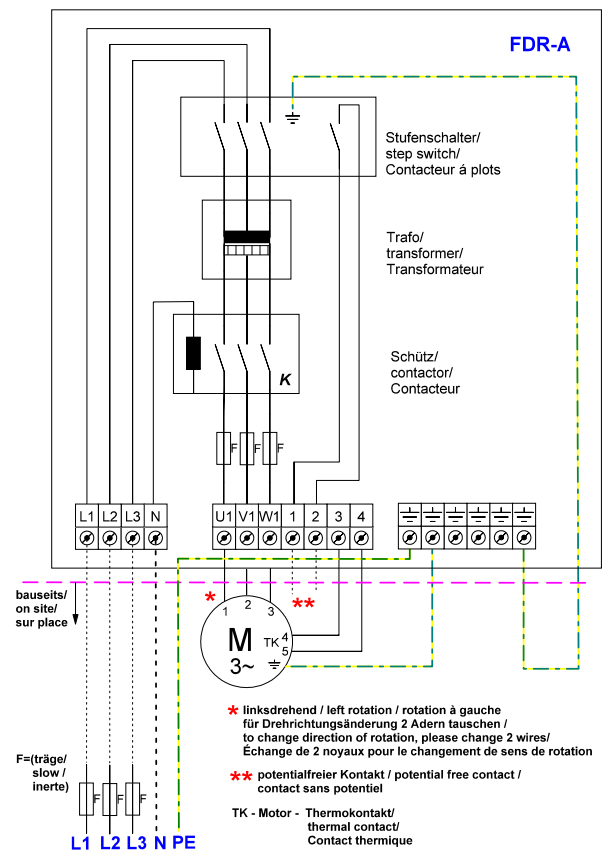 FDR-A
Stufenschalter/
step switch/
Contacteur á plots
Trafo/
transformer/
Transformateur
Schütz/
contactor/
Contacteur
K
F F F
L1 L2 L3 N U1 V1 W1 1 2 3 4
bauseits/
on site/
sur place
* **
1 2 3
M TK 4
3~ 5
* linksdrehend / left rotation / rotation à gauche
für Drehrichtungsänderung 2 Adern tauschen /
to change direction of rotation, please change 2 wires/
Échange de 2 noyaux pour le changement de sens de rotation
** potentialfreier Kontakt / potential free contact /
contact sans potentiel
TK - Motor - Thermokontakt/
thermal contact/
Contact thermique
F=(träge/
slow /
inerte)
F F F
L1 L2 L3 N PE